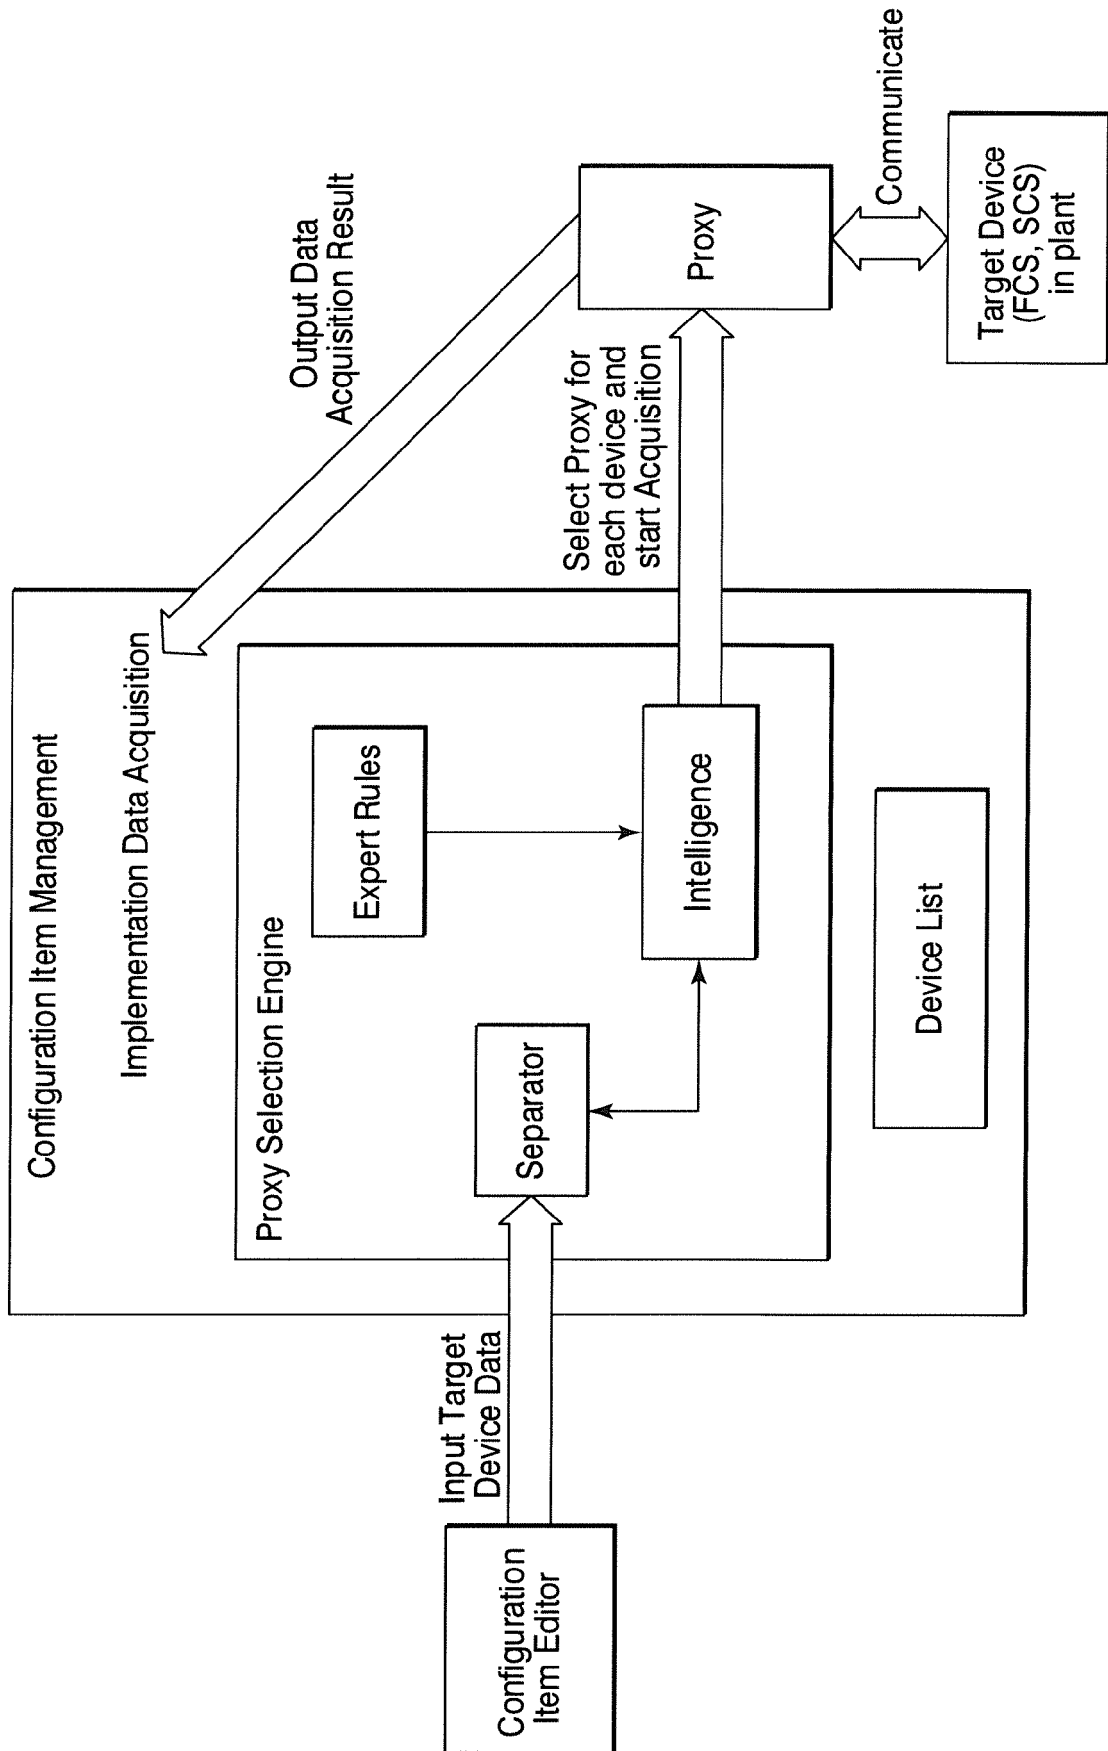 Configuration Item Management
Implementation Data Acquisition
Output Data
Acquisition Result
Proxy Selection Engine
Expert Rules
Configuration
Item Editor
Input Target
Device Data
Separator
Intelligence
Select Proxy for
each device and
start Acquisition
Proxy
Communicate
Device List
Target Device
(FCS, SCS)
in plant